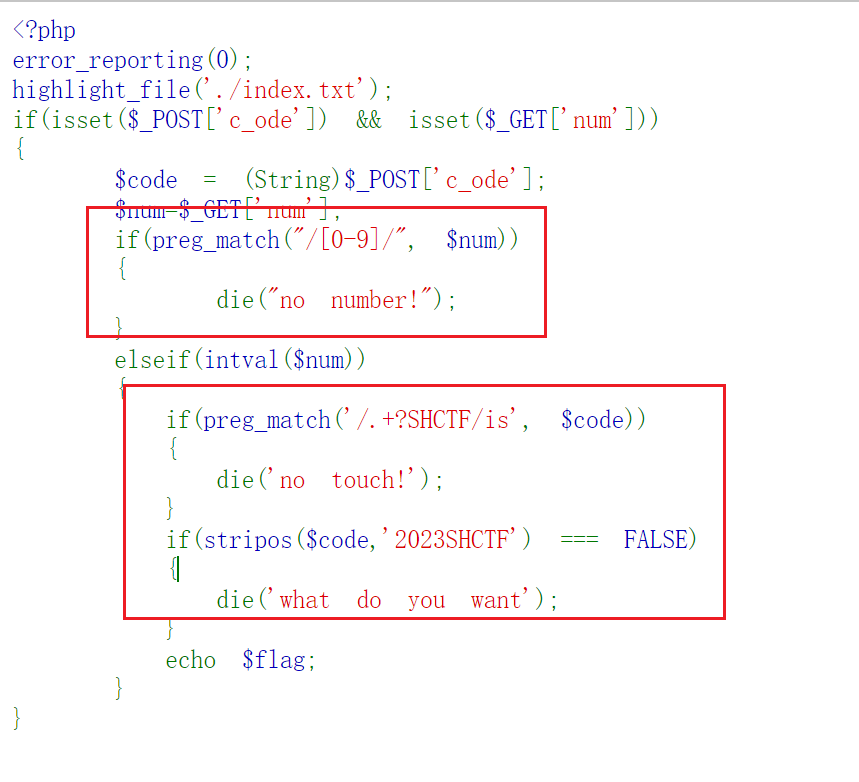 <?php
error_reporting(0);
highlight_file('./index.txt');
if(isset($_POST['c_ode']) && isset($_GET['num']))
{
$code = (String)$_POST['c_ode'];
$num=$_GET['num'];
if(preg_match("/[0-9]/", $num))
{
die("no number!");
}
elseif(intval($num))
{
if(preg_match('/.+?SHCTF/is', $code))
{
die('no touch!');
}
if(stripos($code,'2023SHCTF') === FALSE)
{
die('what do you want');
}
echo $flag;
}
}